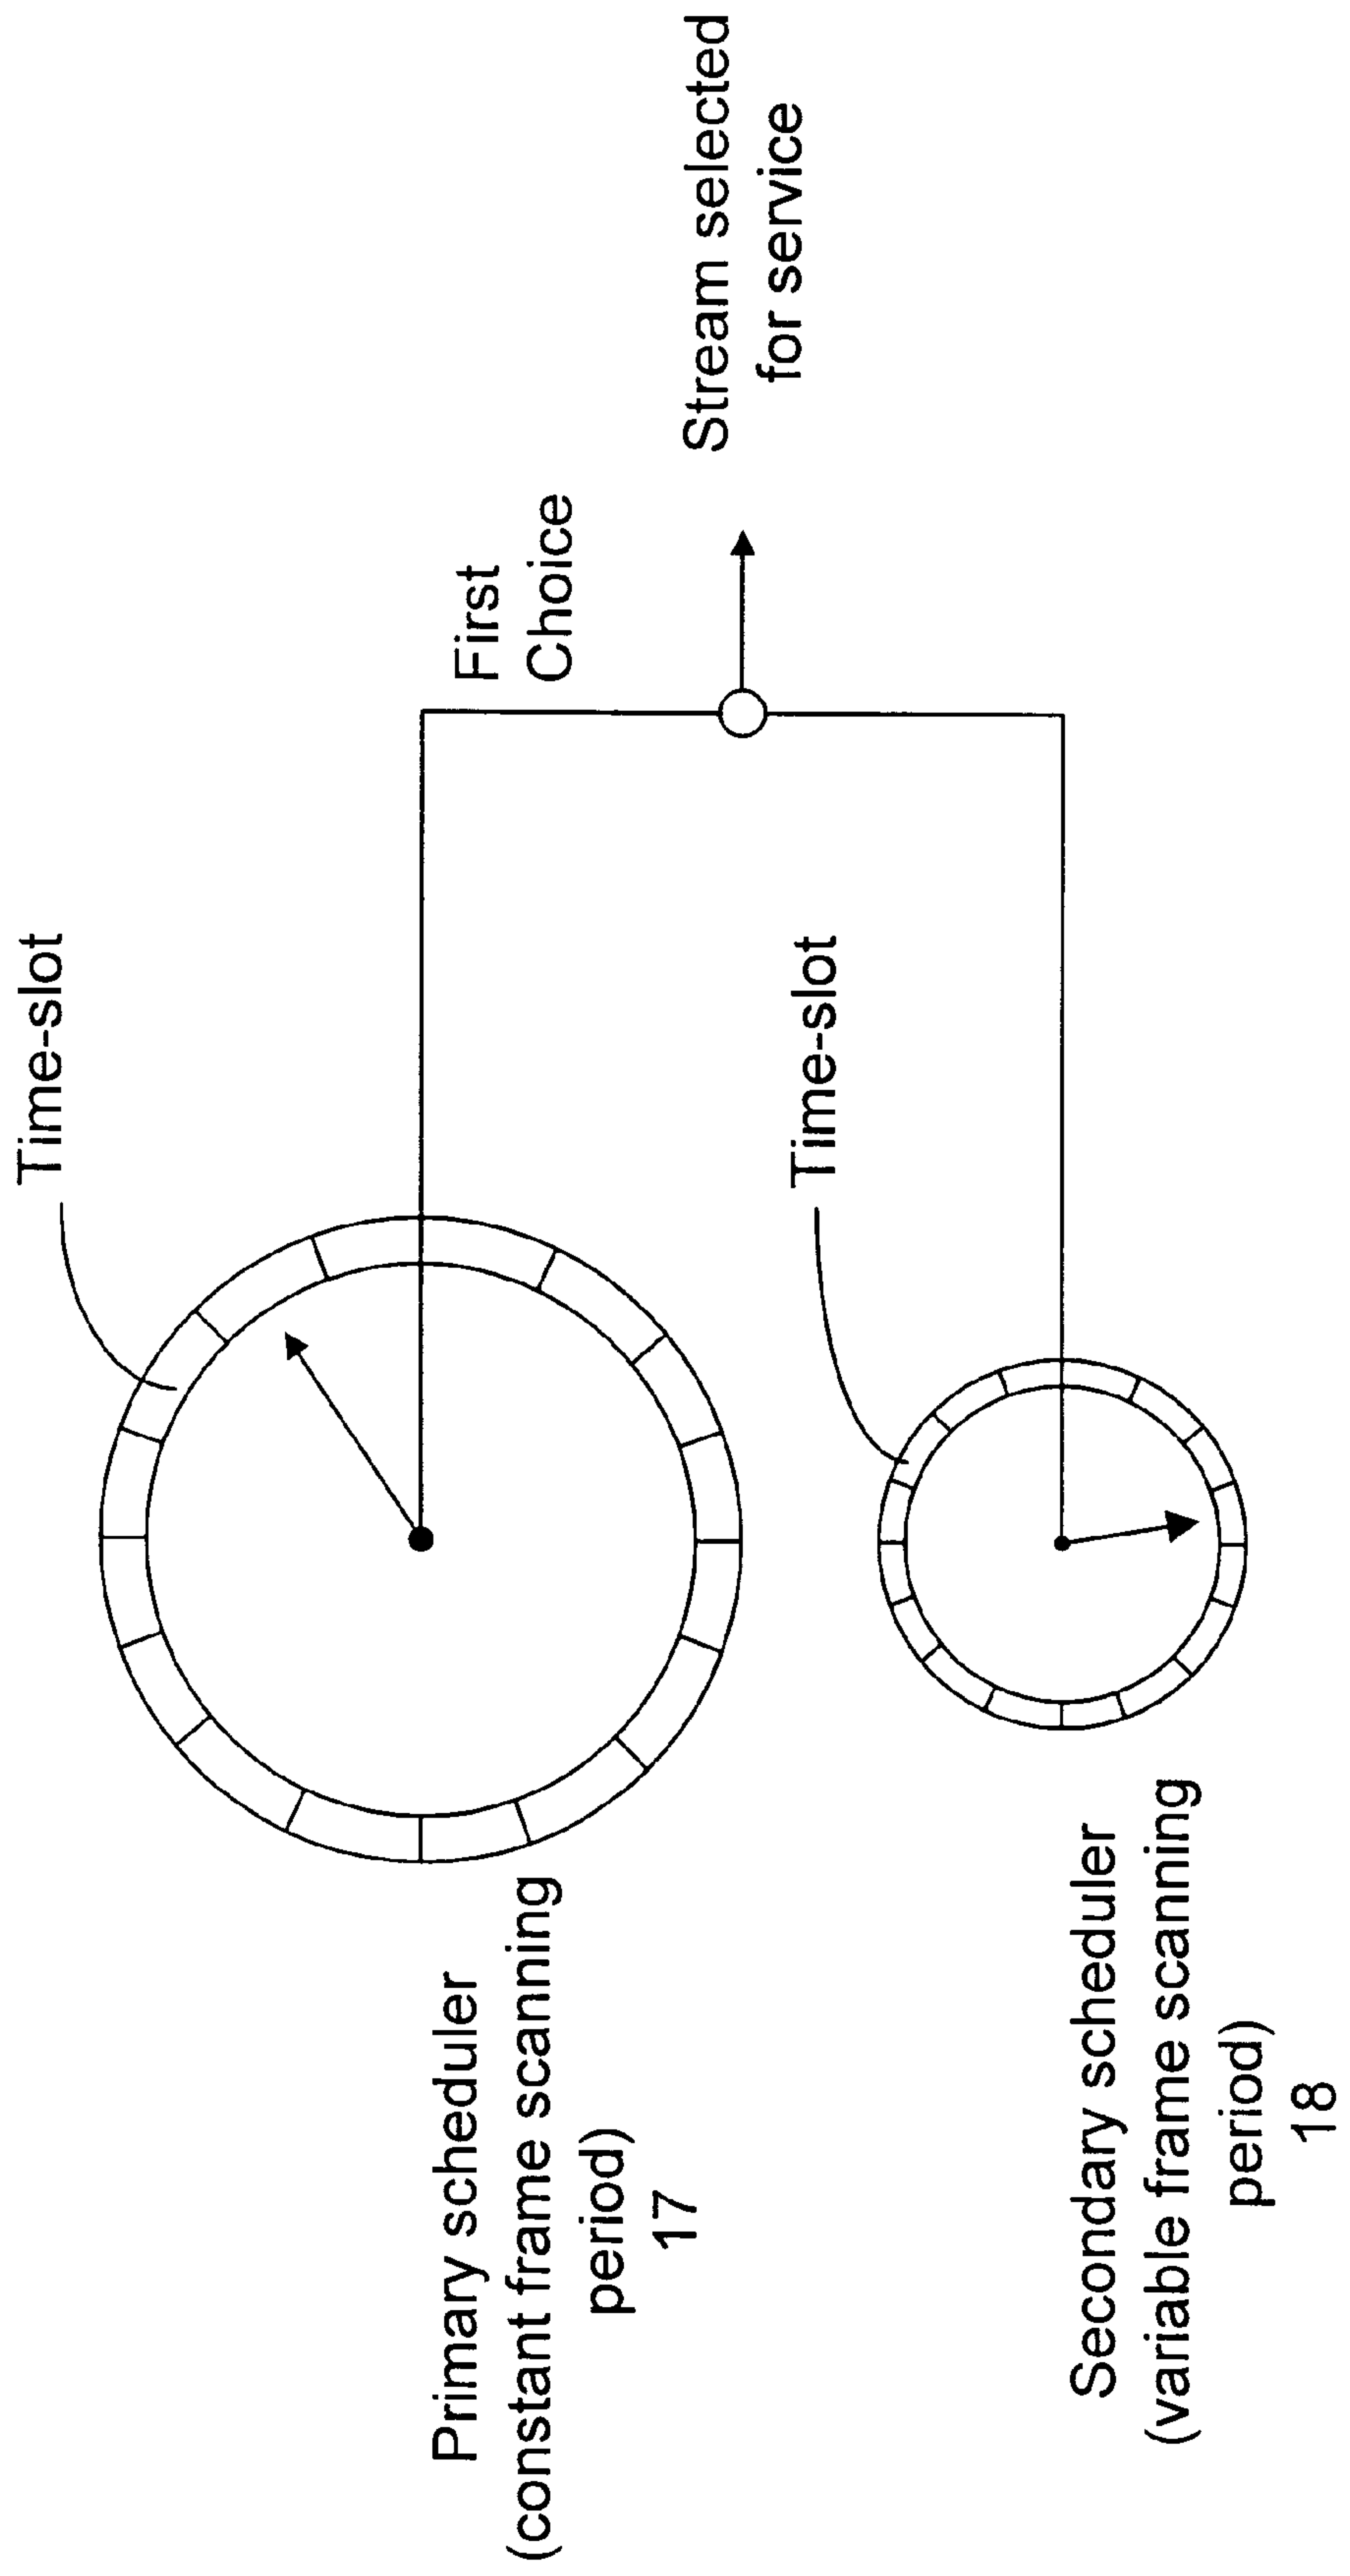 Time-slot
Primary scheduler
(constant frame scanning
period)
17
First
Choice
Stream selected
for service
Time-slot
Secondary scheduler
(variable frame scanning
period)
18